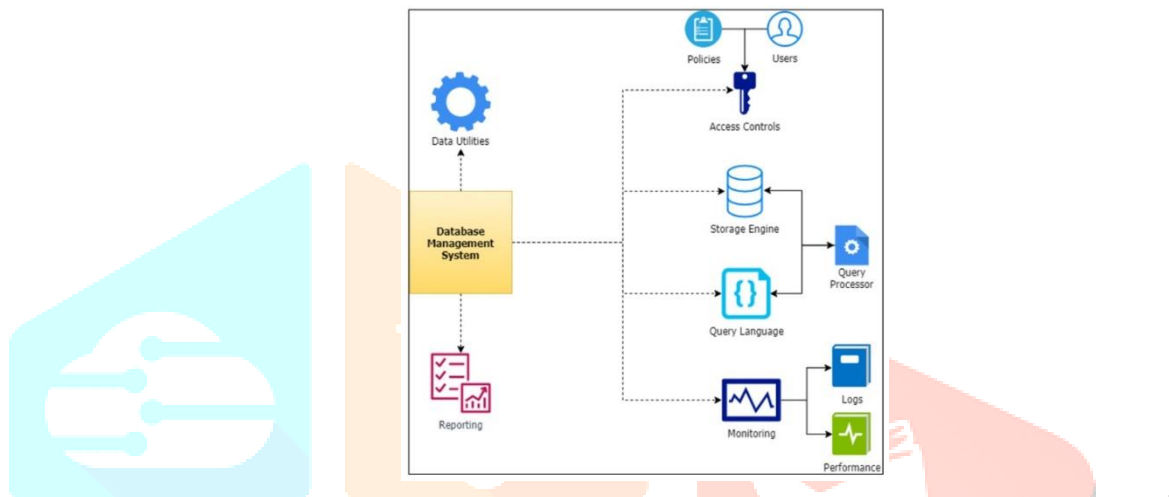 Policies
Users
Access Controls
Data Utilities
Database
Management
System
Storage Engine
Query
Processor
Query Language
Reporting
Monitoring
Logs
Performance